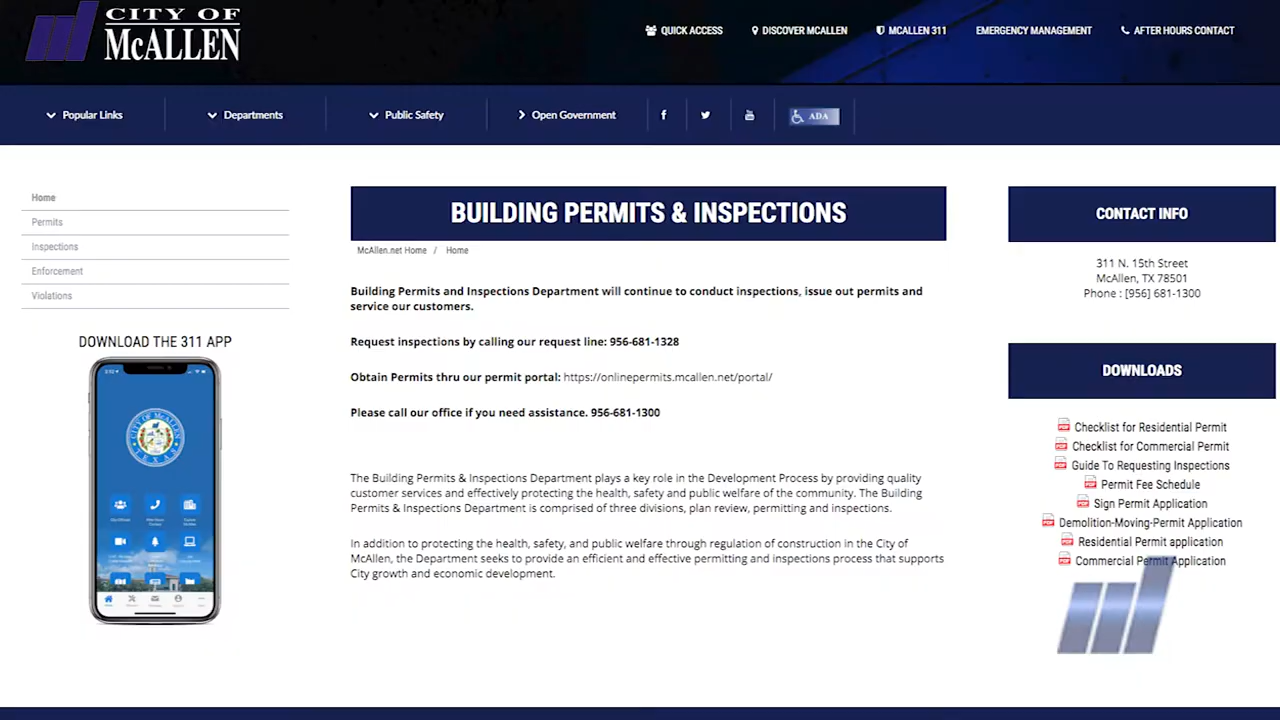 CITY OF
McALLEN
QUICK ACCESS
DISCOVER MCALLEN
MCALLEN 311
EMERGENCY MANAGEMENT
AFTER HOURS CONTACT
Popular Links
Departments
Public Safety
Open Government
ADA
Home
Permits
Inspections
Enforcement
Violations
DOWNLOAD THE 311 APP
CITY OF McALLEN
TEXAS
BUILDING PERMITS & INSPECTIONS
McAllen.net Home / Home
Building Permits and Inspections Department will continue to conduct inspections, issue out permits and
service our customers.
Request inspections by calling our request line: 956-681-1328
Obtain Permits thru our permit portal: https://onlinepermits.mcallen.net/portal/
Please call our office if you need assistance. 956-681-1300
The Building Permits & Inspections Department plays a key role in the Development Process by providing quality
customer services and effectively protecting the health, safety and public welfare of the community. The Building
Permits & Inspections Department is comprised of three divisions, plan review, permitting and inspections.
In addition to protecting the health, safety, and public welfare through regulation of construction in the City of
McAllen, the Department seeks to provide an efficient and effective permitting and inspections process that supports
City growth and economic development.
CONTACT INFO
311 N. 15th Street
McAllen, TX 78501
Phone : [956] 681-1300
DOWNLOADS
Checklist for Residential Permit
Checklist for Commercial Permit
Guide To Requesting Inspections
Permit Fee Schedule
Sign Permit Application
Demolition-Moving-Permit Application
Residential Permit application
Commercial Permit Application